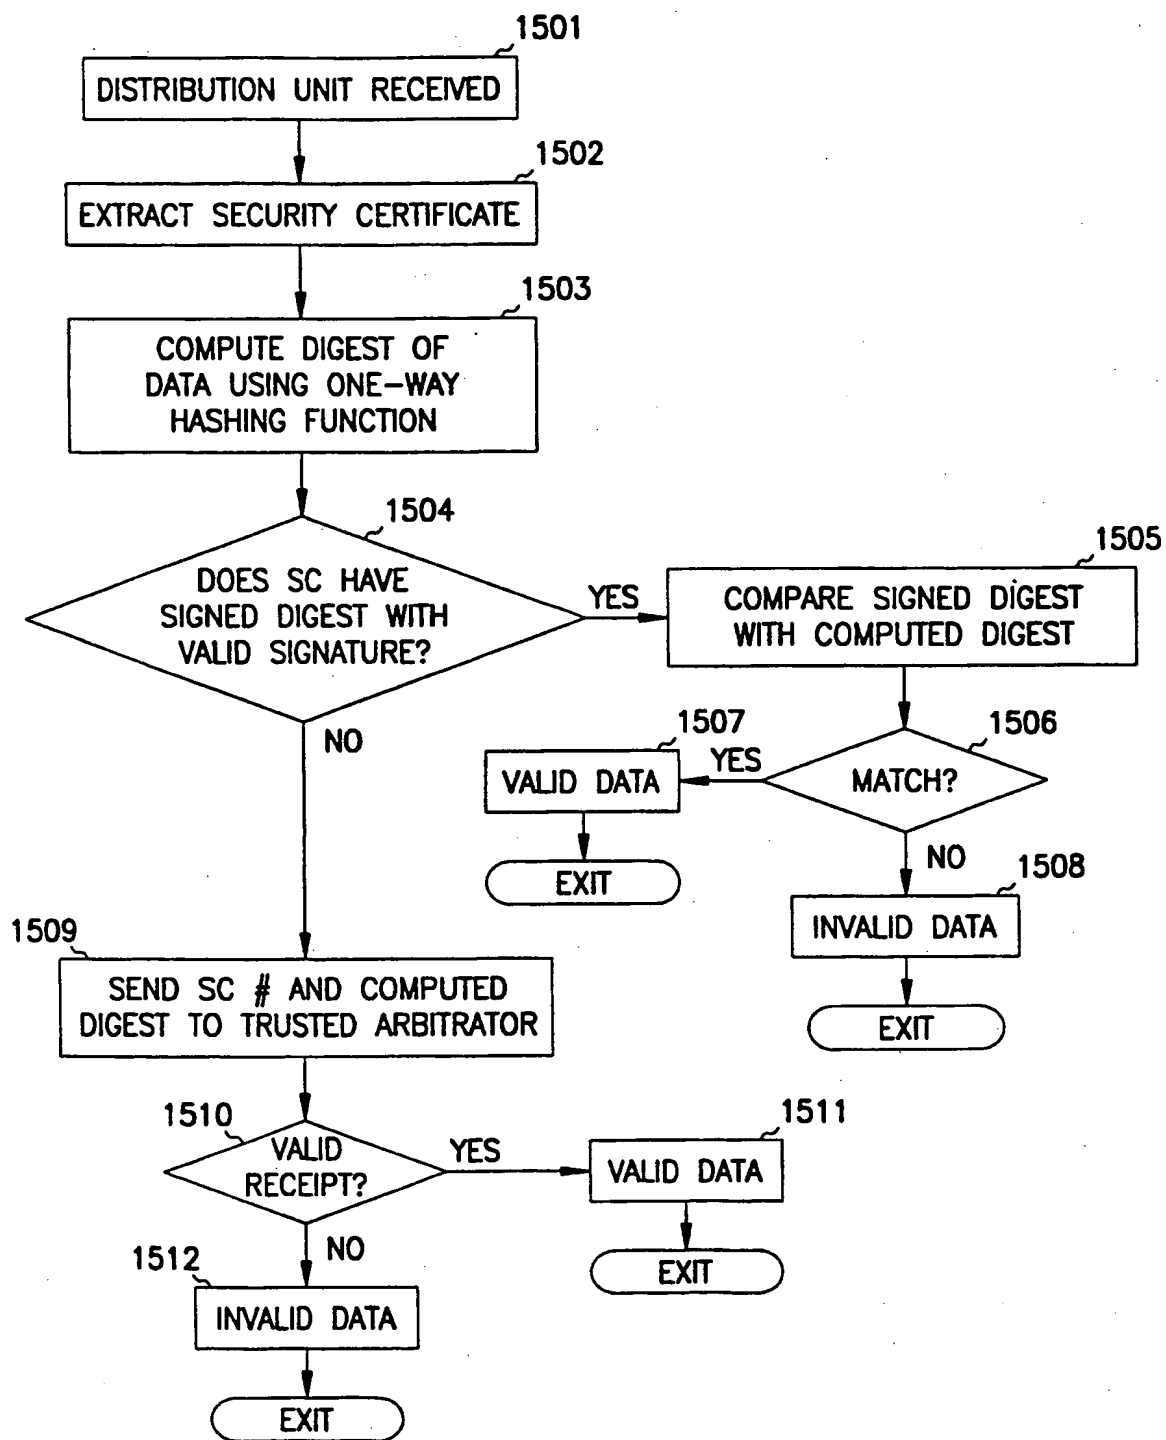 1501
DISTRIBUTION UNIT RECEIVED
1502
EXTRACT SECURITY CERTIFICATE
1503
COMPUTE DIGEST OF
DATA USING ONE-WAY
HASHING FUNCTION
1504
DOES SC HAVE
SIGNED DIGEST WITH
VALID SIGNATURE?
YES
NO
1505
COMPARE SIGNED DIGEST
WITH COMPUTED DIGEST
1506
MATCH?
YES
NO
1507
VALID DATA
EXIT
1508
INVALID DATA
EXIT
1509
SEND SC # AND COMPUTED
DIGEST TO TRUSTED ARBITRATOR
1510
VALID
RECEIPT?
YES
NO
1511
VALID DATA
EXIT
1512
INVALID DATA
EXIT